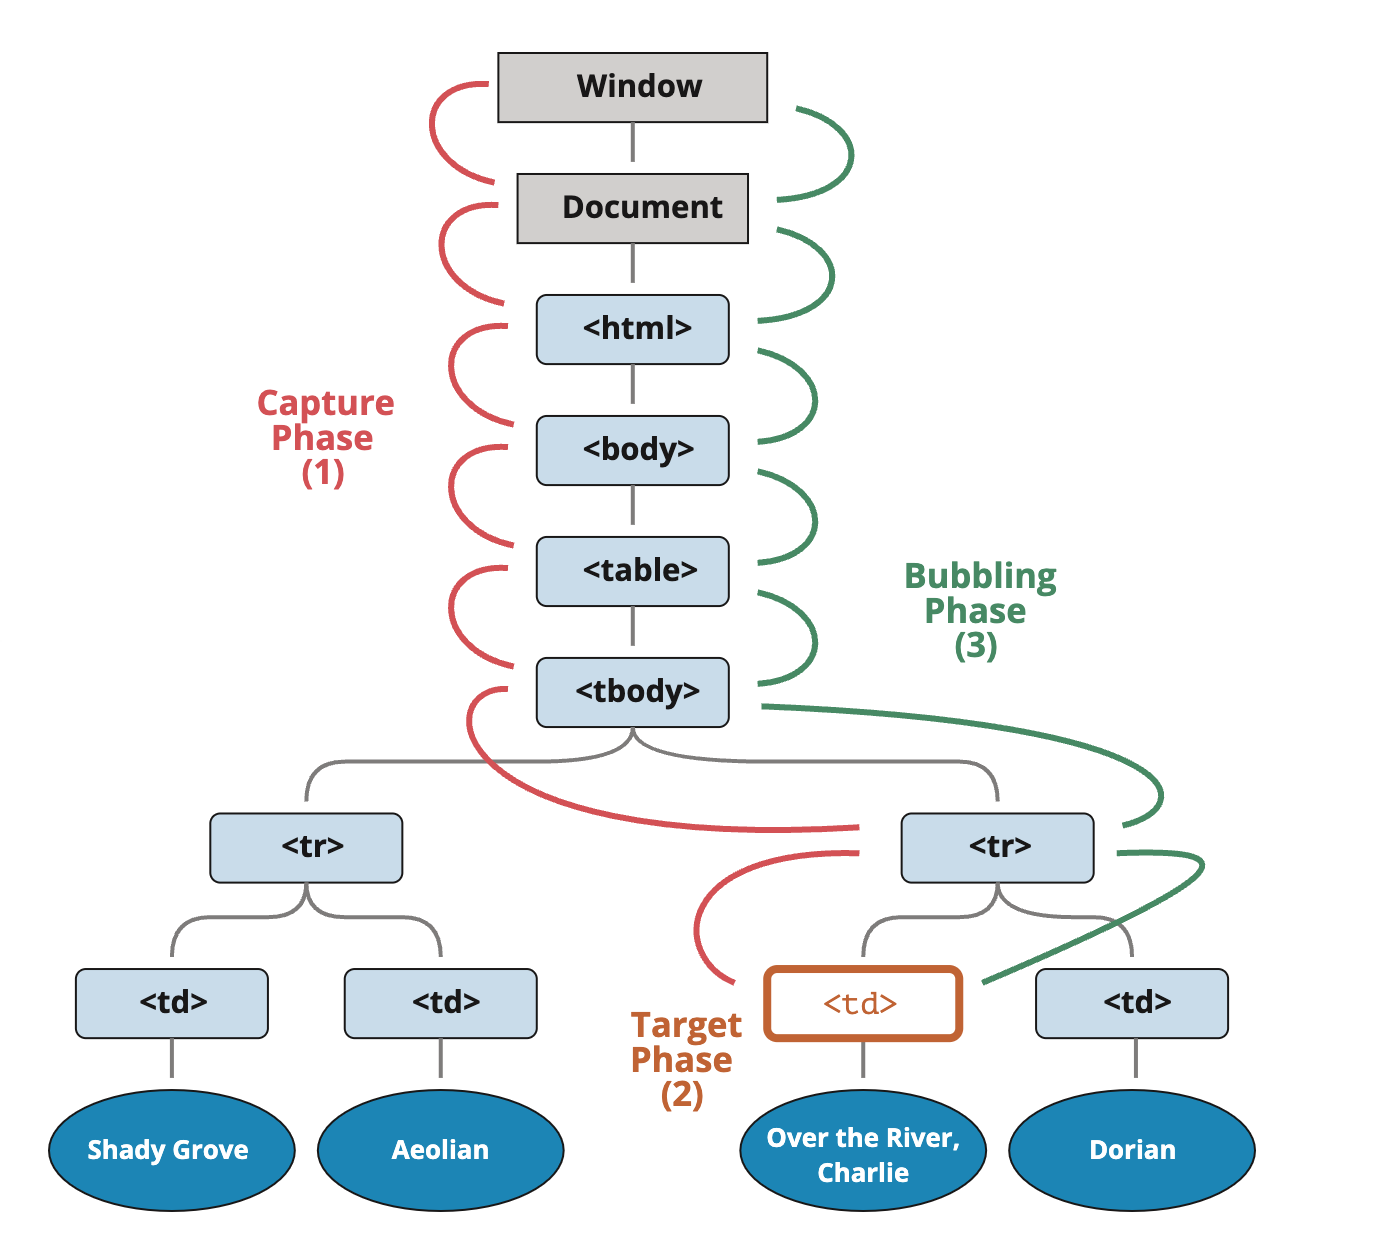 Window
Document
<html>
Capture
Phase
(1)
<body>
<table>
Bubbling
Phase
(3)
<tbody>
<tr>
<tr>
<td>
<td>
<td>
<td>
Target
Phase
(2)
Shady Grove
Aeolian
Over the River,
Charlie
Dorian